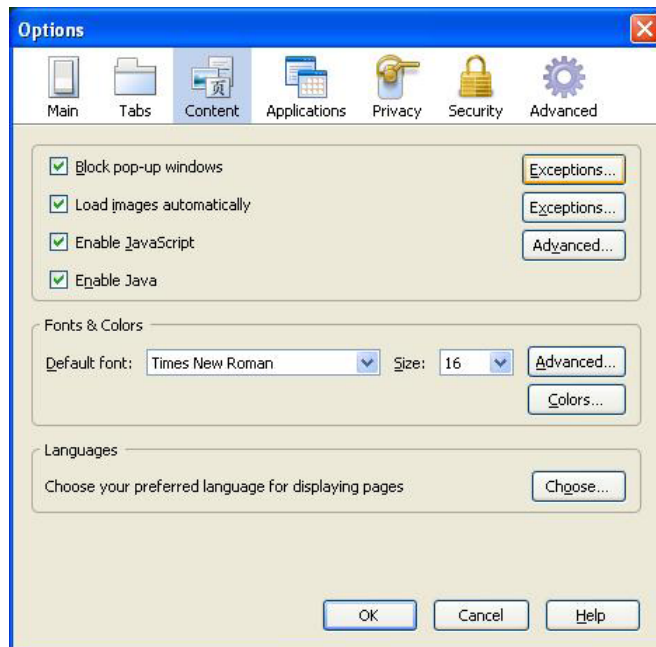 Options
Main Tabs Content Applications Privacy Security Advanced
页
Block pop-up windows Exceptions...
Load images automatically Exceptions...
Enable JavaScript Advanced...
Enable Java
Fonts & Colors
Default font: Times New Roman Size: 16 Advanced...
Colors...
Languages
Choose your preferred language for displaying pages Choose...
OK Cancel Help